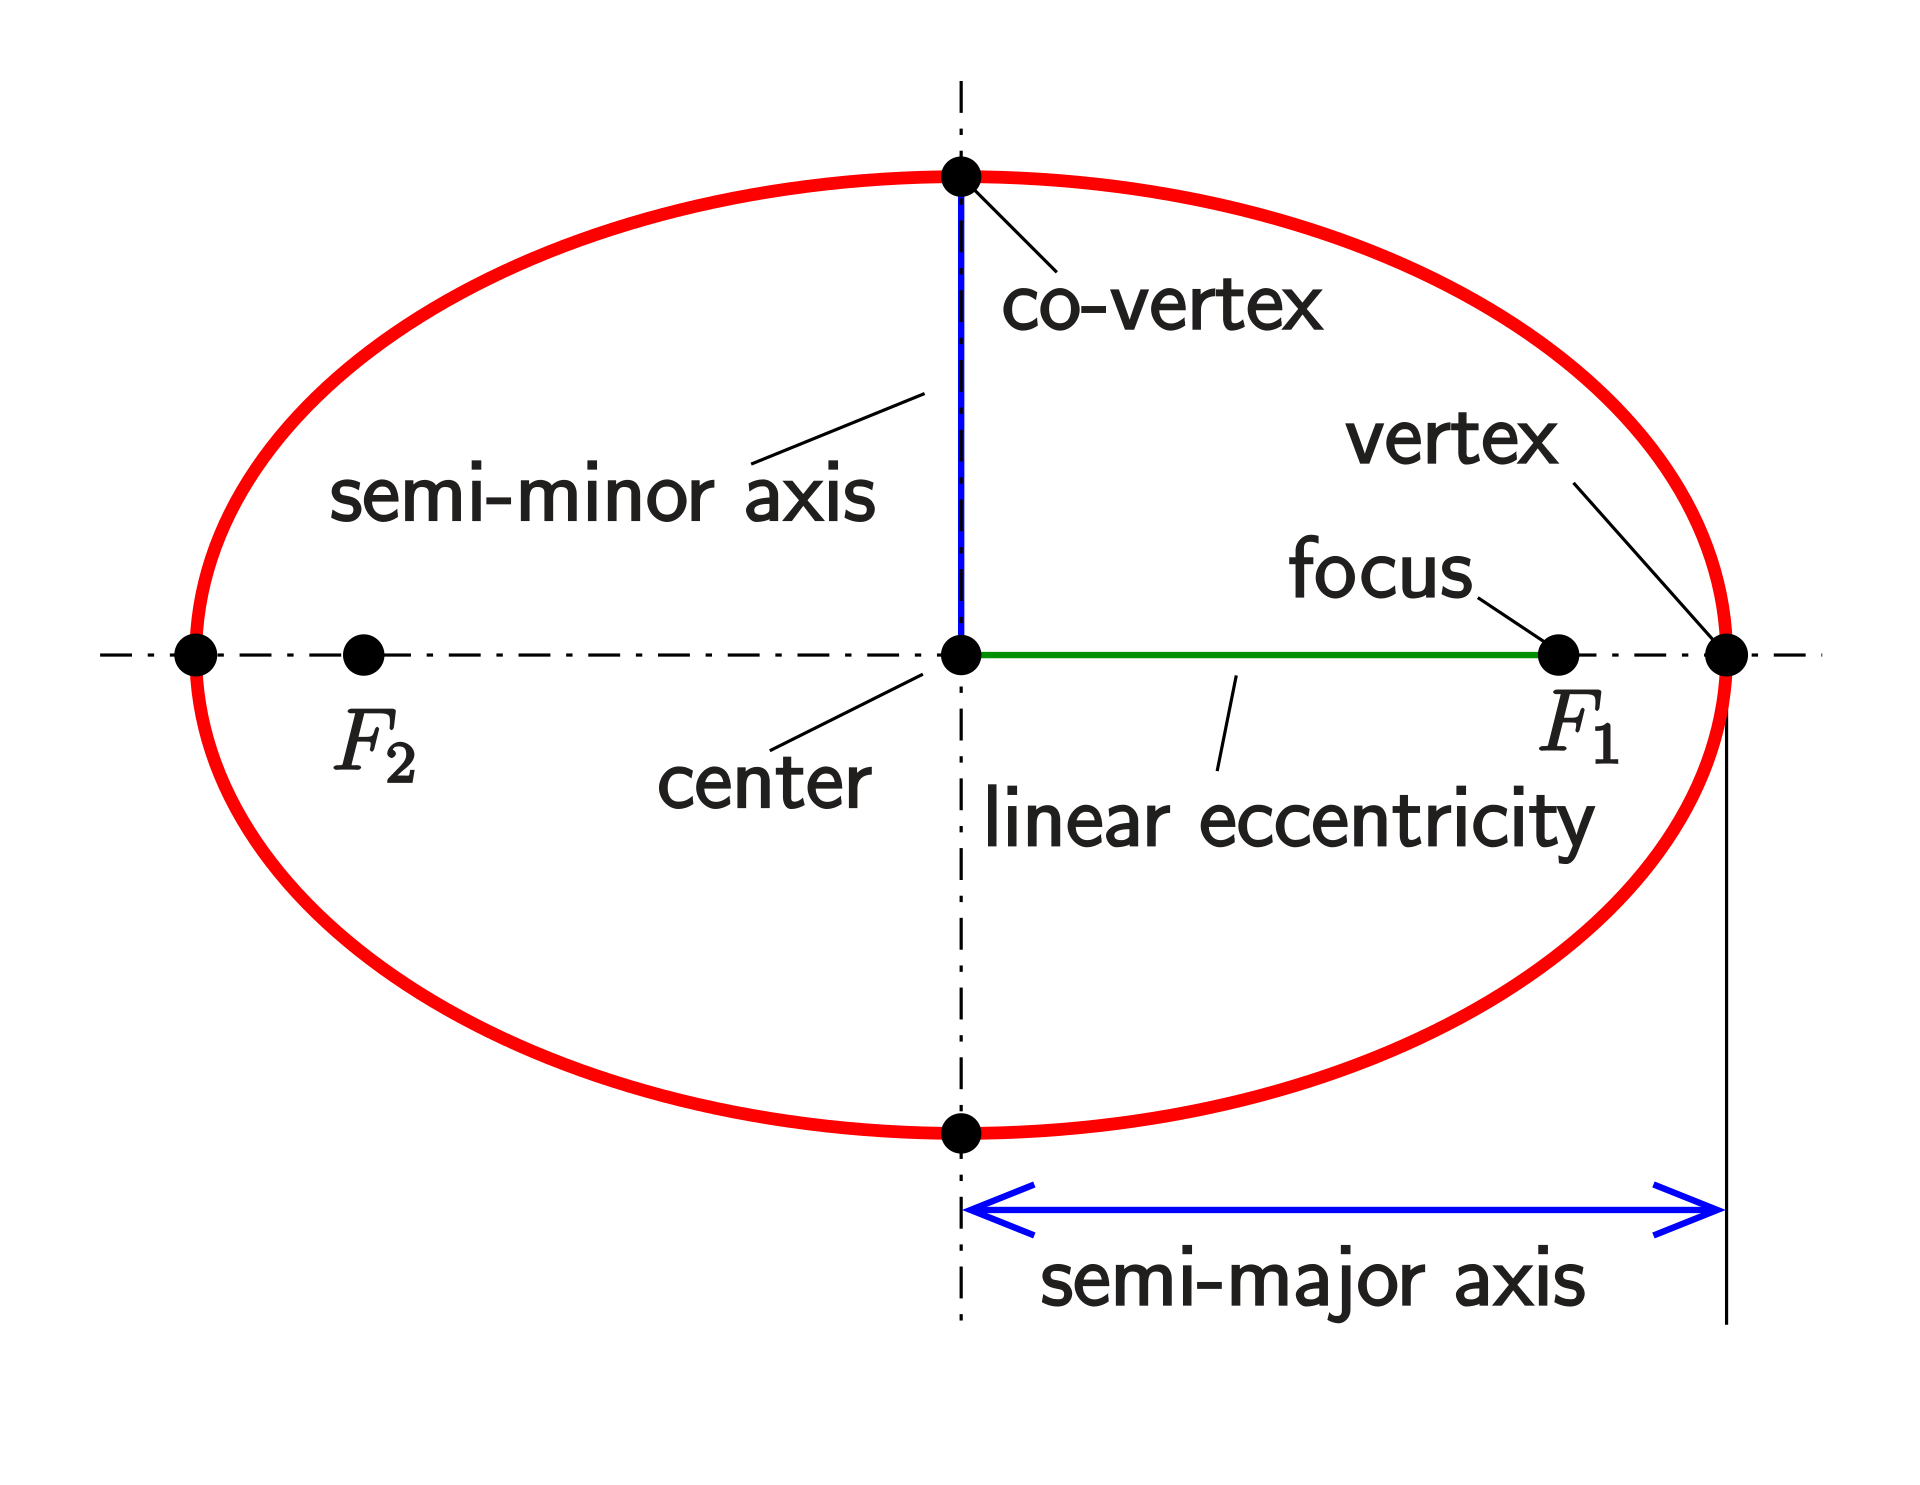 co-vertex
vertex
semi-minor axis
focus
F₂
F₁
center
linear eccentricity
semi-major axis